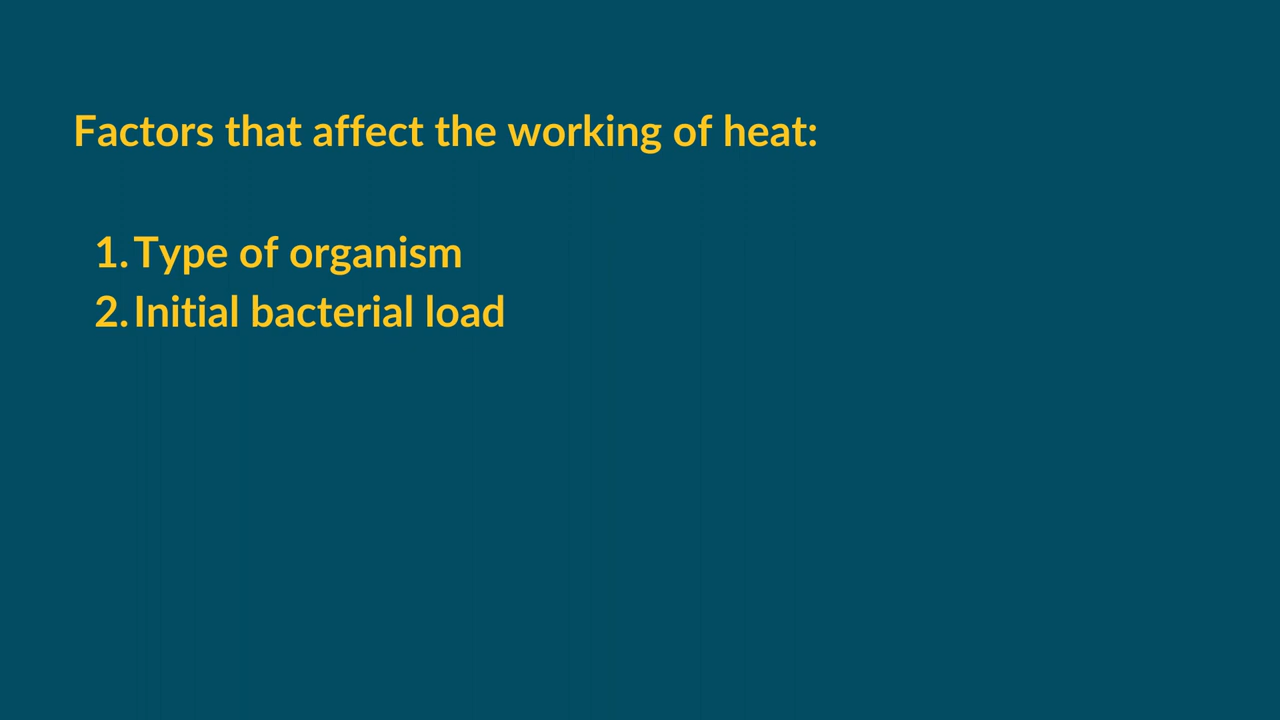 Factors that affect the working of heat:
1. Type of organism
2. Initial bacterial load